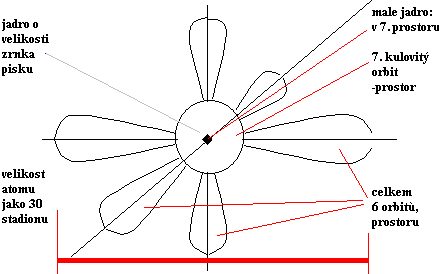 jadro o
velikosti
zrnka
pisku
male jadro:
v 7. prostoru
7. kulovitý
orbit
-prostor
velikost
atomu
jako 30
stadionu
celkem
6 orbitù,
prostoru